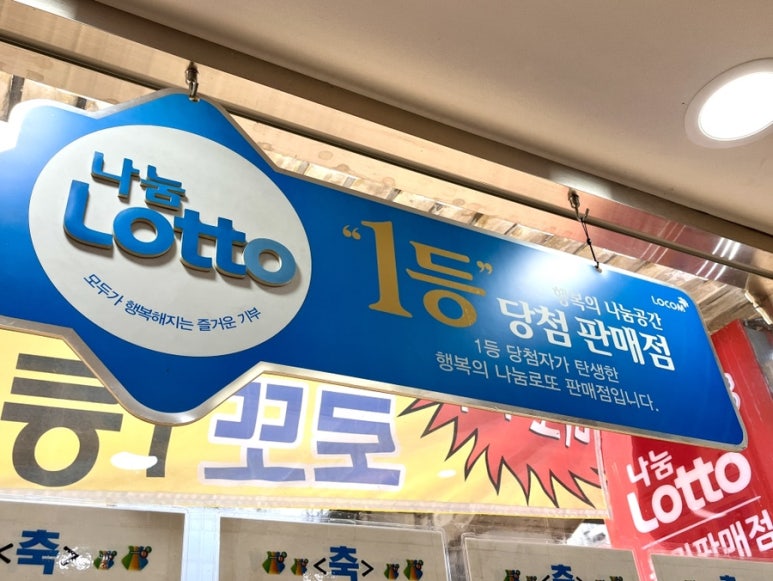 나눔
Lotto
모두가 행복해지는 즐거운 기부
“1등”
행복의 나눔공간
당첨 판매점
LOCOM
1등 당첨자가 탄생한
행복의 나눔로또 판매점입니다.
등! 꼬도
나눔
Lotto
판매점
<축>
<축>
<축>
축